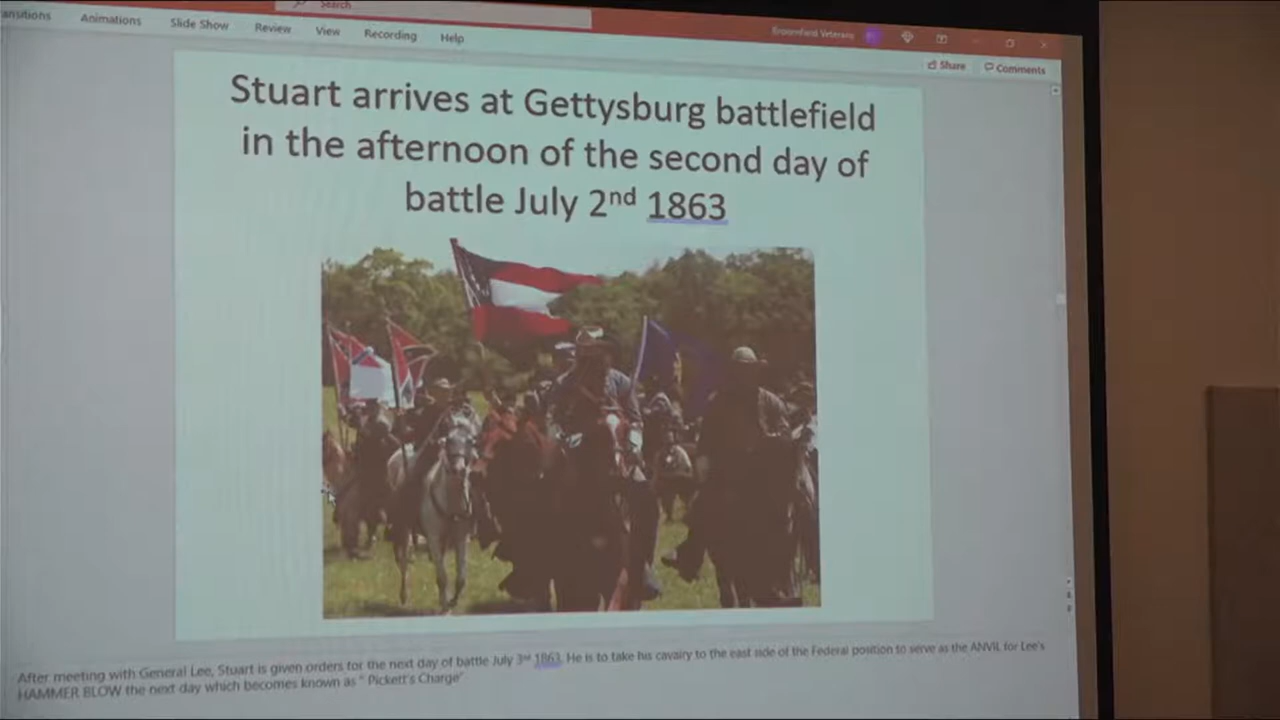 Search
ansitions Animations Slide Show Review View Recording Help
Broomfield Veterans
Share Comments
Stuart arrives at Gettysburg battlefield
in the afternoon of the second day of
battle July 2nd 1863
After meeting with General Lee, Stuart is given orders for the next day of battle July 3rd 1863. He is to take his cavalry to the east side of the Federal position to serve as the ANVIL for Lee's
HAMMER BLOW the next day which becomes known as " Pickett's Charge"